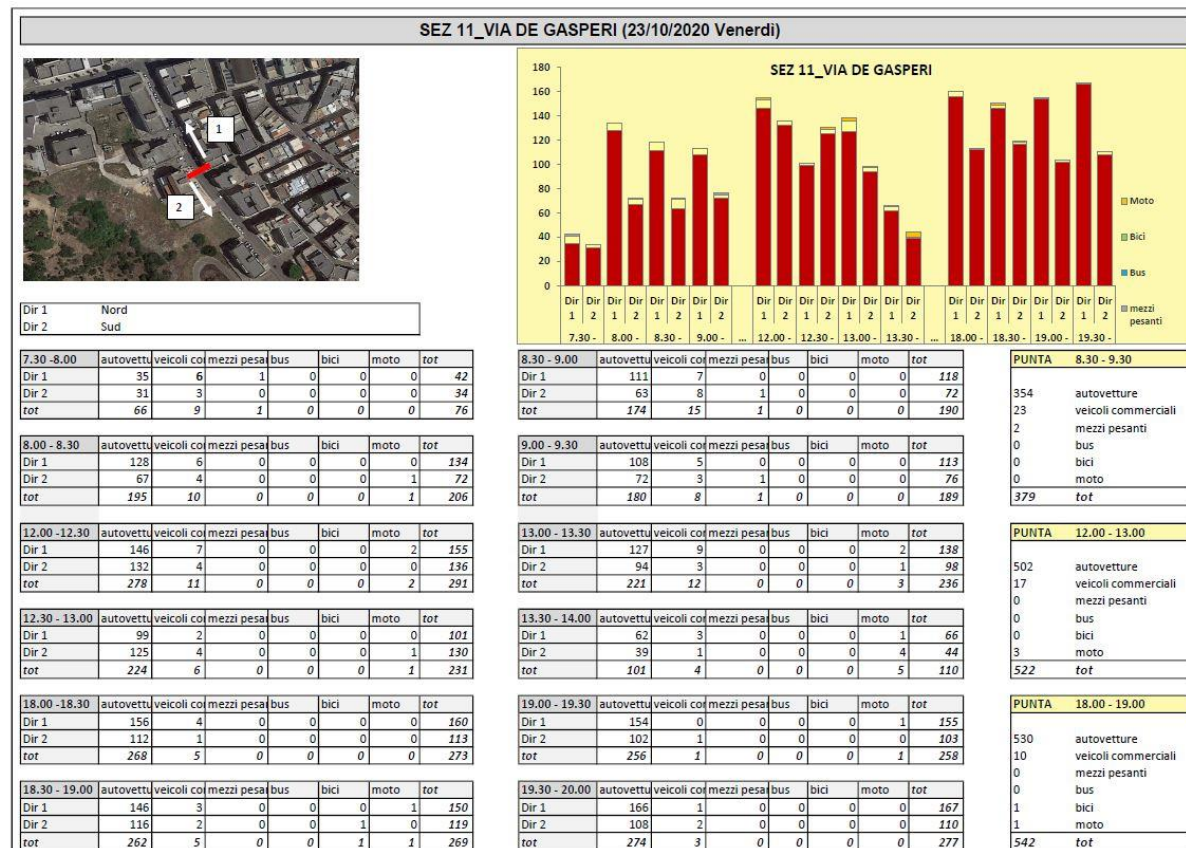 SEZ 11_VIA DE GASPERI (23/10/2020 Venerdì)
1
2
Dir 1 Nord
Dir 2 Sud
SEZ 11_VIA DE GASPERI
180
160
140
120
100
80
60
40
20
0
Dir 1 Dir 2 Dir 1 Dir 2 Dir 1 Dir 2 Dir 1 Dir 2 Dir 1 Dir 2 Dir 1 Dir 2 Dir 1 Dir 2 Dir 1 Dir 2 Dir 1 Dir 2 Dir 1 Dir 2 Dir 1 Dir 2 Dir 1 Dir 2
7.30 - 8.00 - 8.30 - 9.00 - ... 12.00 - 12.30 - 13.00 - 13.30 - ... 18.00 - 18.30 - 19.00 - 19.30 -
Moto
Bici
Bus
mezzi
pesanti
7.30 -8.00 autovettu veicoli cor mezzi pesar bus bici moto tot
Dir 1 35 6 1 0 0 0 42
Dir 2 31 3 0 0 0 0 34
tot 66 9 1 0 0 0 76
8.30 - 9.00 autovettu veicoli cor mezzi pesar bus bici moto tot
Dir 1 111 7 0 0 0 0 118
Dir 2 63 8 1 0 0 0 72
tot 174 15 1 0 0 0 190
PUNTA 8.30 - 9.30
354 autovetture
23 veicoli commerciali
2 mezzi pesanti
0 bus
0 bici
0 moto
379 tot
8.00 - 8.30 autovettu veicoli cor mezzi pesar bus bici moto tot
Dir 1 128 6 0 0 0 0 134
Dir 2 67 4 0 0 0 1 72
tot 195 10 0 0 0 1 206
9.00 - 9.30 autovettu veicoli cor mezzi pesar bus bici moto tot
Dir 1 108 5 0 0 0 0 113
Dir 2 72 3 1 0 0 0 76
tot 180 8 1 0 0 0 189
12.00 -12.30 autovettu veicoli cor mezzi pesar bus bici moto tot
Dir 1 146 7 0 0 0 2 155
Dir 2 132 4 0 0 0 0 136
tot 278 11 0 0 0 2 291
13.00 - 13.30 autovettu veicoli cor mezzi pesar bus bici moto tot
Dir 1 127 9 0 0 0 2 138
Dir 2 94 3 0 0 0 1 98
tot 221 12 0 0 0 3 236
PUNTA 12.00 - 13.00
502 autovetture
17 veicoli commerciali
0 mezzi pesanti
0 bus
0 bici
3 moto
522 tot
12.30 - 13.00 autovettu veicoli cor mezzi pesar bus bici moto tot
Dir 1 99 2 0 0 0 0 101
Dir 2 125 4 0 0 0 1 130
tot 224 6 0 0 0 1 231
13.30 - 14.00 autovettu veicoli cor mezzi pesar bus bici moto tot
Dir 1 62 3 0 0 0 1 66
Dir 2 39 1 0 0 0 4 44
tot 101 4 0 0 0 5 110
18.00 -18.30 autovettu veicoli cor mezzi pesar bus bici moto tot
Dir 1 156 4 0 0 0 0 160
Dir 2 112 1 0 0 0 0 113
tot 268 5 0 0 0 0 273
19.00 - 19.30 autovettu veicoli cor mezzi pesar bus bici moto tot
Dir 1 154 0 0 0 0 1 155
Dir 2 102 1 0 0 0 0 103
tot 256 1 0 0 0 1 258
PUNTA 18.00 - 19.00
530 autovetture
10 veicoli commerciali
0 mezzi pesanti
0 bus
1 bici
1 moto
542 tot
18.30 - 19.00 autovettu veicoli cor mezzi pesar bus bici moto tot
Dir 1 146 3 0 0 0 1 150
Dir 2 116 2 0 0 1 0 119
tot 262 5 0 0 1 1 269
19.30 - 20.00 autovettu veicoli cor mezzi pesar bus bici moto tot
Dir 1 166 1 0 0 0 0 167
Dir 2 108 2 0 0 0 0 110
tot 274 3 0 0 0 0 277